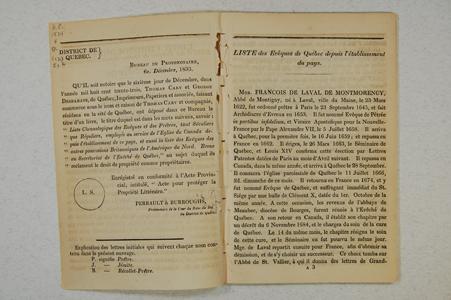 DISTRICT DE
QUEBEC.
BUREAU DU PROTONOTAIRE,
6e. Décembre, 1833.
QU'IL soit notoire que le sixième jour de Décembre, dans
l'année mil huit cent trente-trois, THOMAS CARY et GEORGE
DESBARATS, de Québec, Imprimeurs, Papetiers et associés, faisant
commerce sous le nom et raison de THOMAS CARY et compagnie,
résidens en la cité de Québec, ont déposé dans ce Bureau le
titre d'un livre, le titre duquel est dans les mots suivans, savoir :
" Liste Chronologique des Evêques et des Prêtres, tant Séculiers
que Réguliers, employés au service de l'Eglise du Canada de-
puis l'établissement de ce pays, et aussi la liste des Evêques des
autres possessions Britanniques de l'Amérique du Nord. Revue
au Secrétariat de l'Evêché de Québec," au sujet duquel ils
réclament le droit de propriété comme propriétaires.
L. S.
Enregistré en conformité à l'Acte Pro-
vincial, intitulé, "Acte pour protéger la
Propriété Littéraire."
PERRAULT & BURROUGHS,
Explication des lettres initiales qui suivent chaque nom con-
tenu dans le présent ouvrage.
P. signifie Prêtre.
J. — Jésuite.
R. — Récollet-Prêtre.
LISTE des Evêques de Québec depuis l'établissement
du pays.
MGR. FRANÇOIS DE LAVAL DE MONTMORENCY,
Abbé de Montigny, né à Laval, ville du Maine, le 23 Mars
1622, fut ordonné prêtre à Paris le 23 Septembre 1645, et fait
Archidiacre d'Evreux en 1653. Il fut nommé Evêque de Pétrée
in partibus infidelium, et Vicaire Apostolique pour la Nouvelle-
France par le Pape Alexandre VII, le 5 Juillet 1658. Il arriva à
Québec, pour la première fois, le 16 Juin 1659 ; et repassa en
France en 1662. Il érigea, le 26 Mars 1663, le Séminaire de
Québec, et Louis XIV confirma cette érection par Lettres
Patentes datées de Paris au mois d'Avril suivant. Il repassa en
Canada, dans la même année, et arriva à Québec le 28 Septembre.
Il consacra l'église paroissiale de Québec le 11 Juillet 1666,
IId. dimanche de ce mois. Il retourna en France en 1674, et y fut
nommé Evêque de Québec, et suffragant immédiat du St.
Siége par une bulle de Clément X, datée du 1er. Octobre de la
même année. A cette occasion, les revenus de l'abbaye de
Maubec, diocèse de Bourges, furent réunis à l'Evêché de
Québec. A son retour en Canada, il établit son chapitre par
un décret du 6 Novembre 1684, et le chargea du soin de la cure
de Québec. Le 14 du même mois, le chapitre résigna le soin
de cette cure, et le Séminaire en fut pourvu le même jour.
Mgr. de Laval repartit ensuite pour France, afin d'obtenir sa
démission, et de s'y choisir un successeur. Ce choix tomba sur
l'Abbé de St. Vallier, à qui il donna des lettres de Grand-
A 3